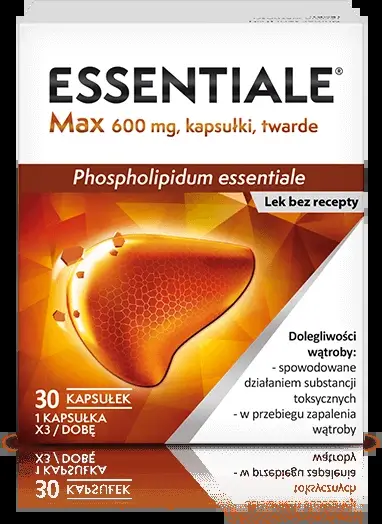 ESSENTIALE®
Max 600 mg, kapsułki, twarde
Phospholipidum essentiale
Lek bez recepty
Dolegliwości
wątroby:
- spowodowane
działaniem substancji
toksycznych
- w przebiegu zapalenia
wątroby
30 KAPSUŁEK
1 KAPSUŁKA
X3 / DOBĘ